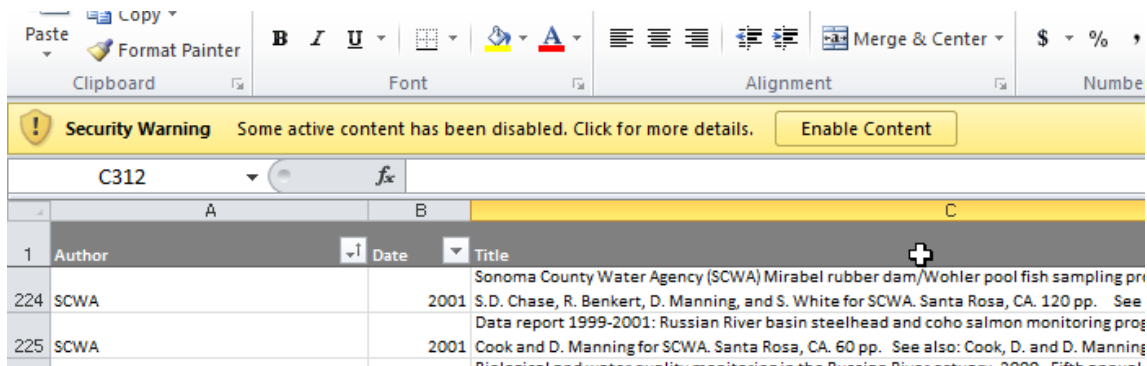 Copy
Paste
Format Painter
B I U A Merge & Center $ % ,
Clipboard Font Alignment
Security Warning Some active content has been disabled. Click for more details. Enable Content
C312 fx
A B C
1 Author Date Title
Sonoma County Water Agency (SCWA) Mirabel rubber dam/Wohler pool fish sampling
224 SCWA 2001 S.D. Chase, R. Benkert, D. Manning, and S. White for SCWA. Santa Rosa, CA. 120 pp. See
Data report 1999-2001: Russian River basin steelhead and coho salmon monitoring
225 SCWA 2001 Cook and D. Manning for SCWA. Santa Rosa, CA. 60 pp. See also: Cook, D. and D. Manning